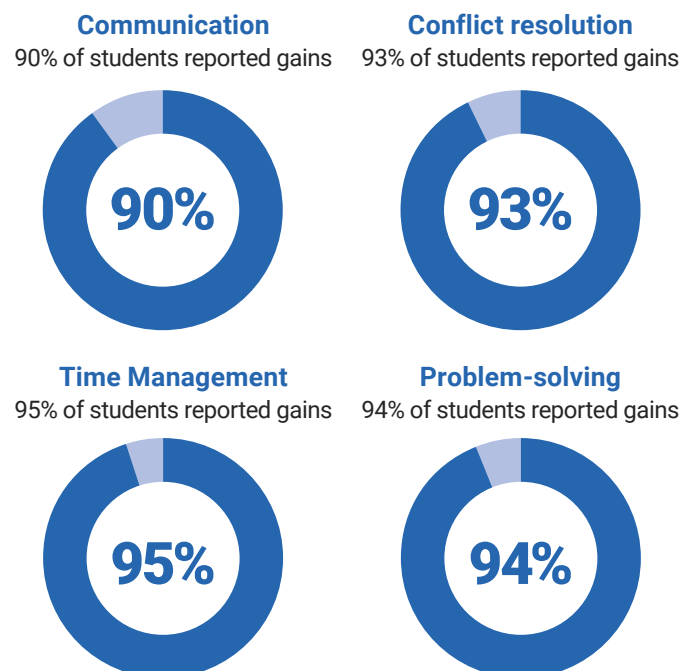 Communication
90% of students reported gains
90%
Conflict resolution
93% of students reported gains
93%
Time Management
95% of students reported gains
95%
Problem-solving
94% of students reported gains
94%